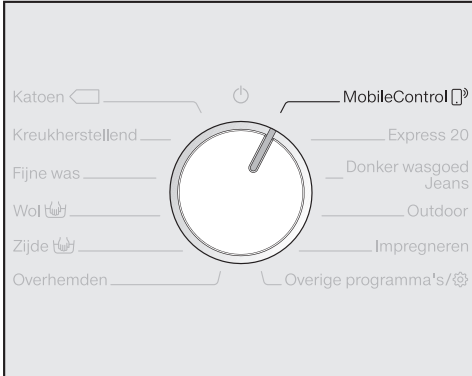 Katoen
Kreukherstellend
Fijne was
Wol
Zijde
Overhemden
MobileControl
Express 20
Donker wasgoed
Jeans
Outdoor
Impregneren
Overige programma's/